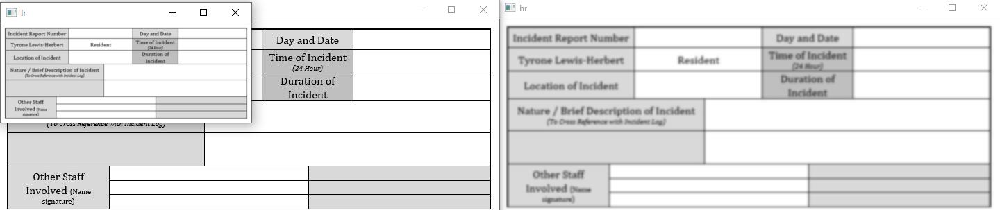 lr
Incident Report Number Day and Date
Tyrone Lewis-Herbert Resident Time of Incident
(24 Hour)
Location of Incident Duration of
Incident
Nature / Brief Description of Incident
(To Cross Reference with Incident Log)
Other Staff
Involved (Name
signature)
Day and Date
Time of Incident
(24 Hour)
Duration of
Incident
(To Cross Reference with Incident Log)
Other Staff
Involved (Name
signature)
hr
Incident Report Number Day and Date
Tyrone Lewis-Herbert Resident Time of Incident
(24 Hour)
Location of Incident Duration of
Incident
Nature / Brief Description of Incident
(To Cross Reference with Incident Log)
Other Staff
Involved (Name
signature)